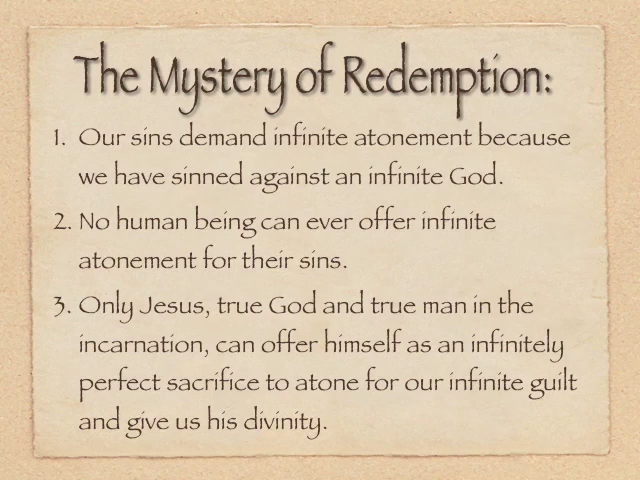 The Mystery of Redemption:
1. Our sins demand infinite atonement because
we have sinned against an infinite God.
2. No human being can ever offer infinite
atonement for their sins.
3. Only Jesus, true God and true man in the
incarnation, can offer himself as an infinitely
perfect sacrifice to atone for our infinite guilt
and give us his divinity.